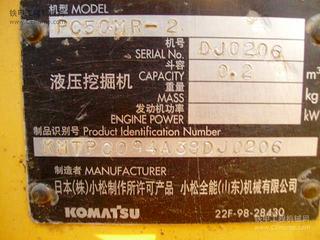 机型 MODEL
PC50MR-2
机号
SERIAL No. DJ0206
斗容
CAPACITY 0.2 m³
重量
MASS kg
发动机功率
ENGINE POWER kW
液压挖掘机
制品识别号
Product Identification Number
制造者 MANUFACTURER
日本(株)小松制作所许可产品 小松全能(山东)机械有限公司
KOMATSU 22F-98-28430